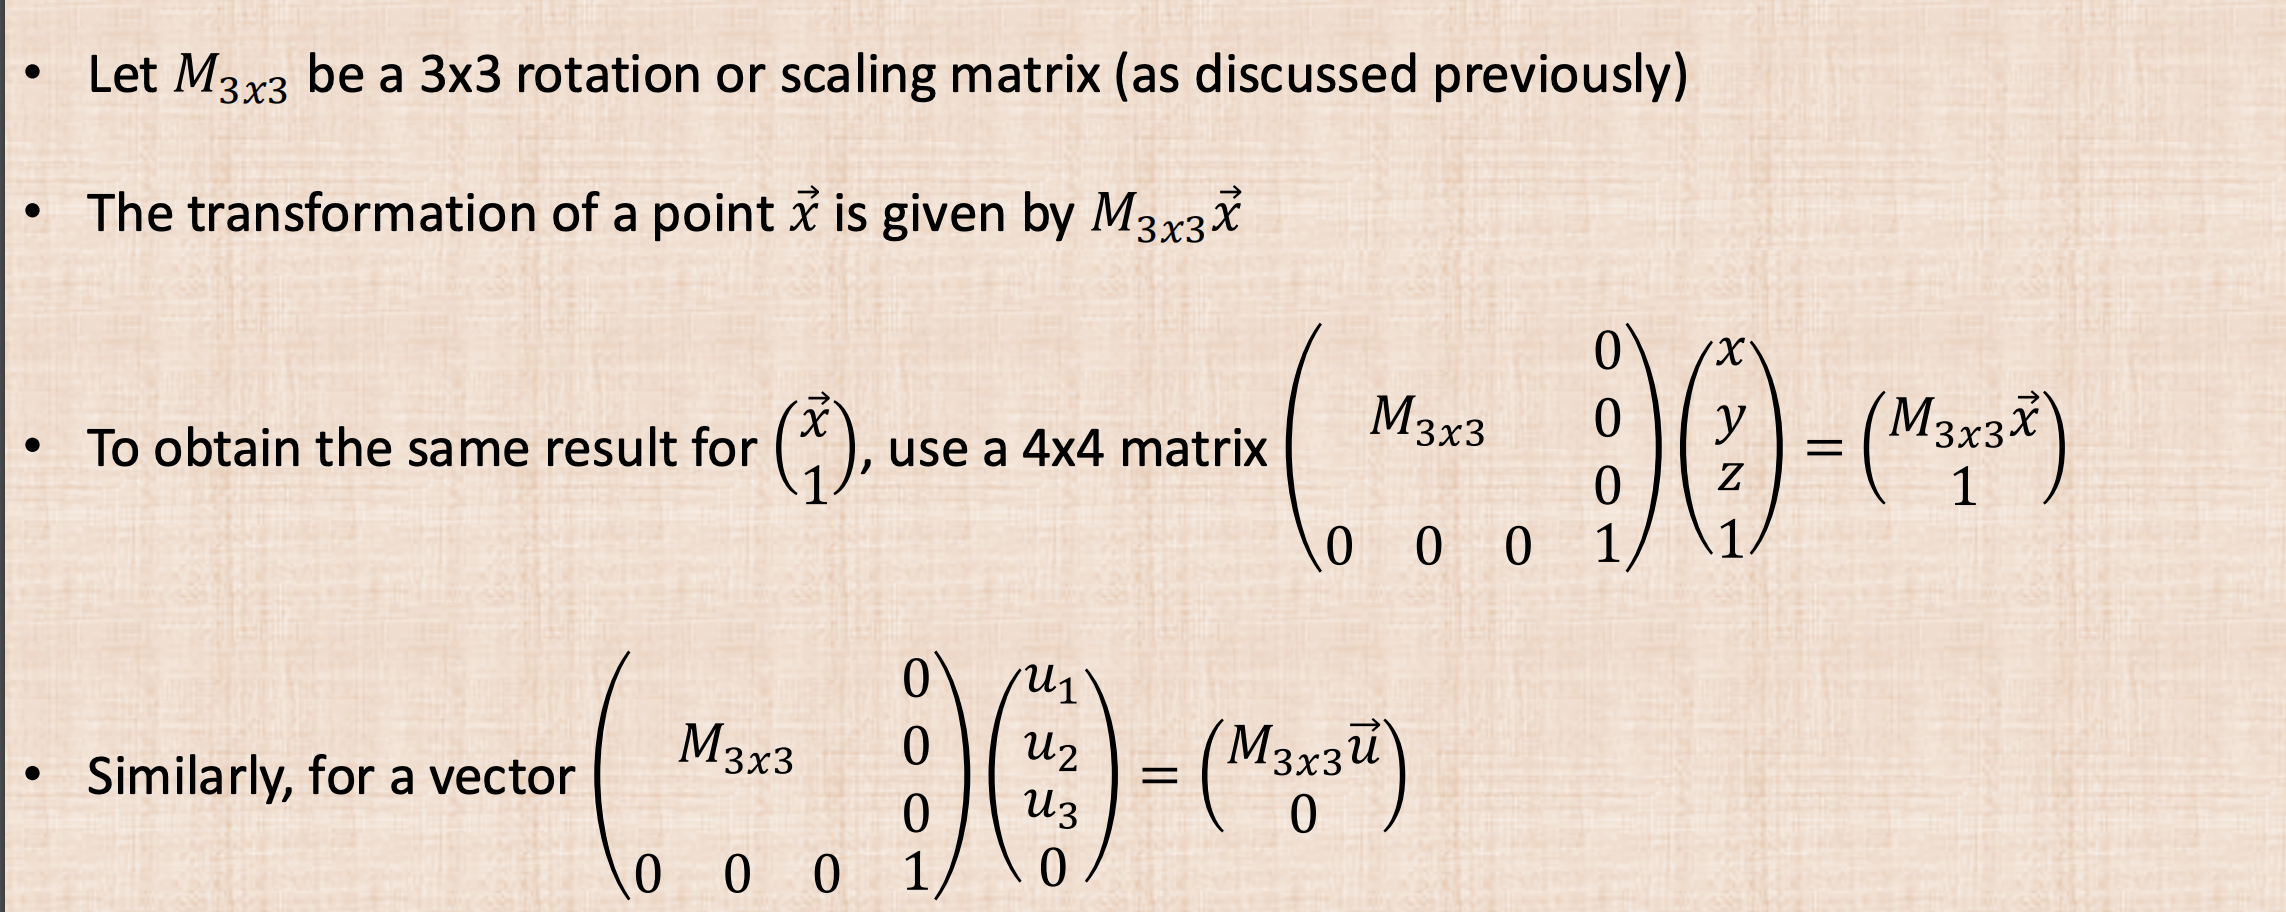 • Let $M_{3x3}$ be a 3x3 rotation or scaling matrix (as discussed previously)
• The transformation of a point $\vec{x}$ is given by $M_{3x3}\vec{x}$
• To obtain the same result for $\begin{pmatrix} \vec{x} \\ 1 \end{pmatrix}$, use a 4x4 matrix $\begin{pmatrix} & & & 0 \\ & M_{3x3} & & 0 \\ & & & 0 \\ 0 & 0 & 0 & 1 \end{pmatrix} \begin{pmatrix} x \\ y \\ z \\ 1 \end{pmatrix} = \begin{pmatrix} M_{3x3}\vec{x} \\ 1 \end{pmatrix}$
• Similarly, for a vector $\begin{pmatrix} & & & 0 \\ & M_{3x3} & & 0 \\ & & & 0 \\ 0 & 0 & 0 & 1 \end{pmatrix} \begin{pmatrix} u_1 \\ u_2 \\ u_3 \\ 0 \end{pmatrix} = \begin{pmatrix} M_{3x3}\vec{u} \\ 0 \end{pmatrix}$